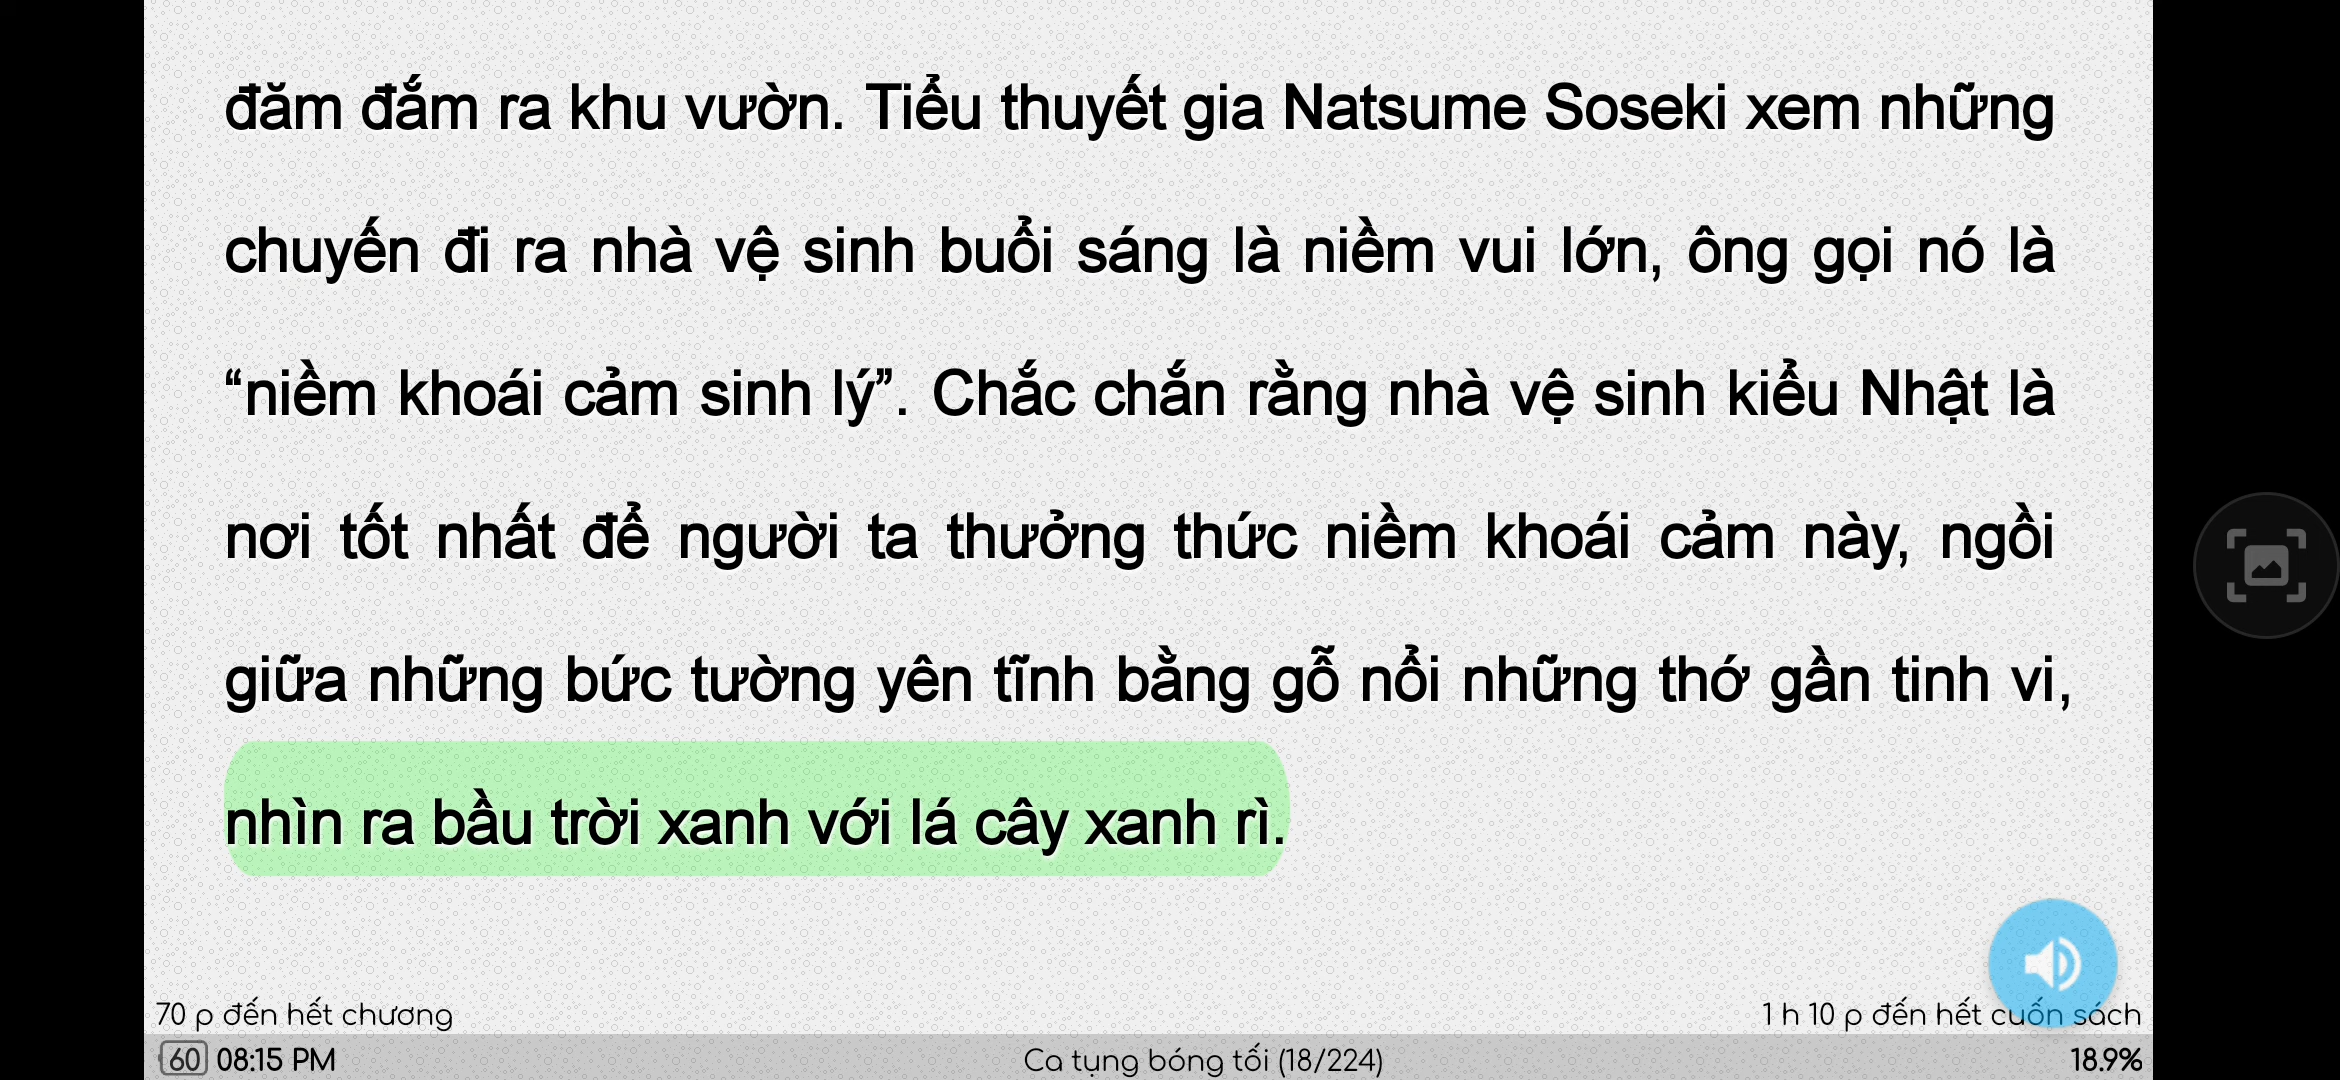 đăm đắm ra khu vườn. Tiểu thuyết gia Natsume Soseki xem những
chuyến đi ra nhà vệ sinh buổi sáng là niềm vui lớn, ông gọi nó là
“niềm khoái cảm sinh lý”. Chắc chắn rằng nhà vệ sinh kiểu Nhật là
nơi tốt nhất để người ta thưởng thức niềm khoái cảm này, ngồi
giữa những bức tường yên tĩnh bằng gỗ nổi những thớ gần tinh vi,
nhìn ra bầu trời xanh với lá cây xanh rì.
70 p đến hết chương
1 h 10 p đến hết cuốn sách
60 08:15 PM
Ca tụng bóng tối (18/224)
18.9%